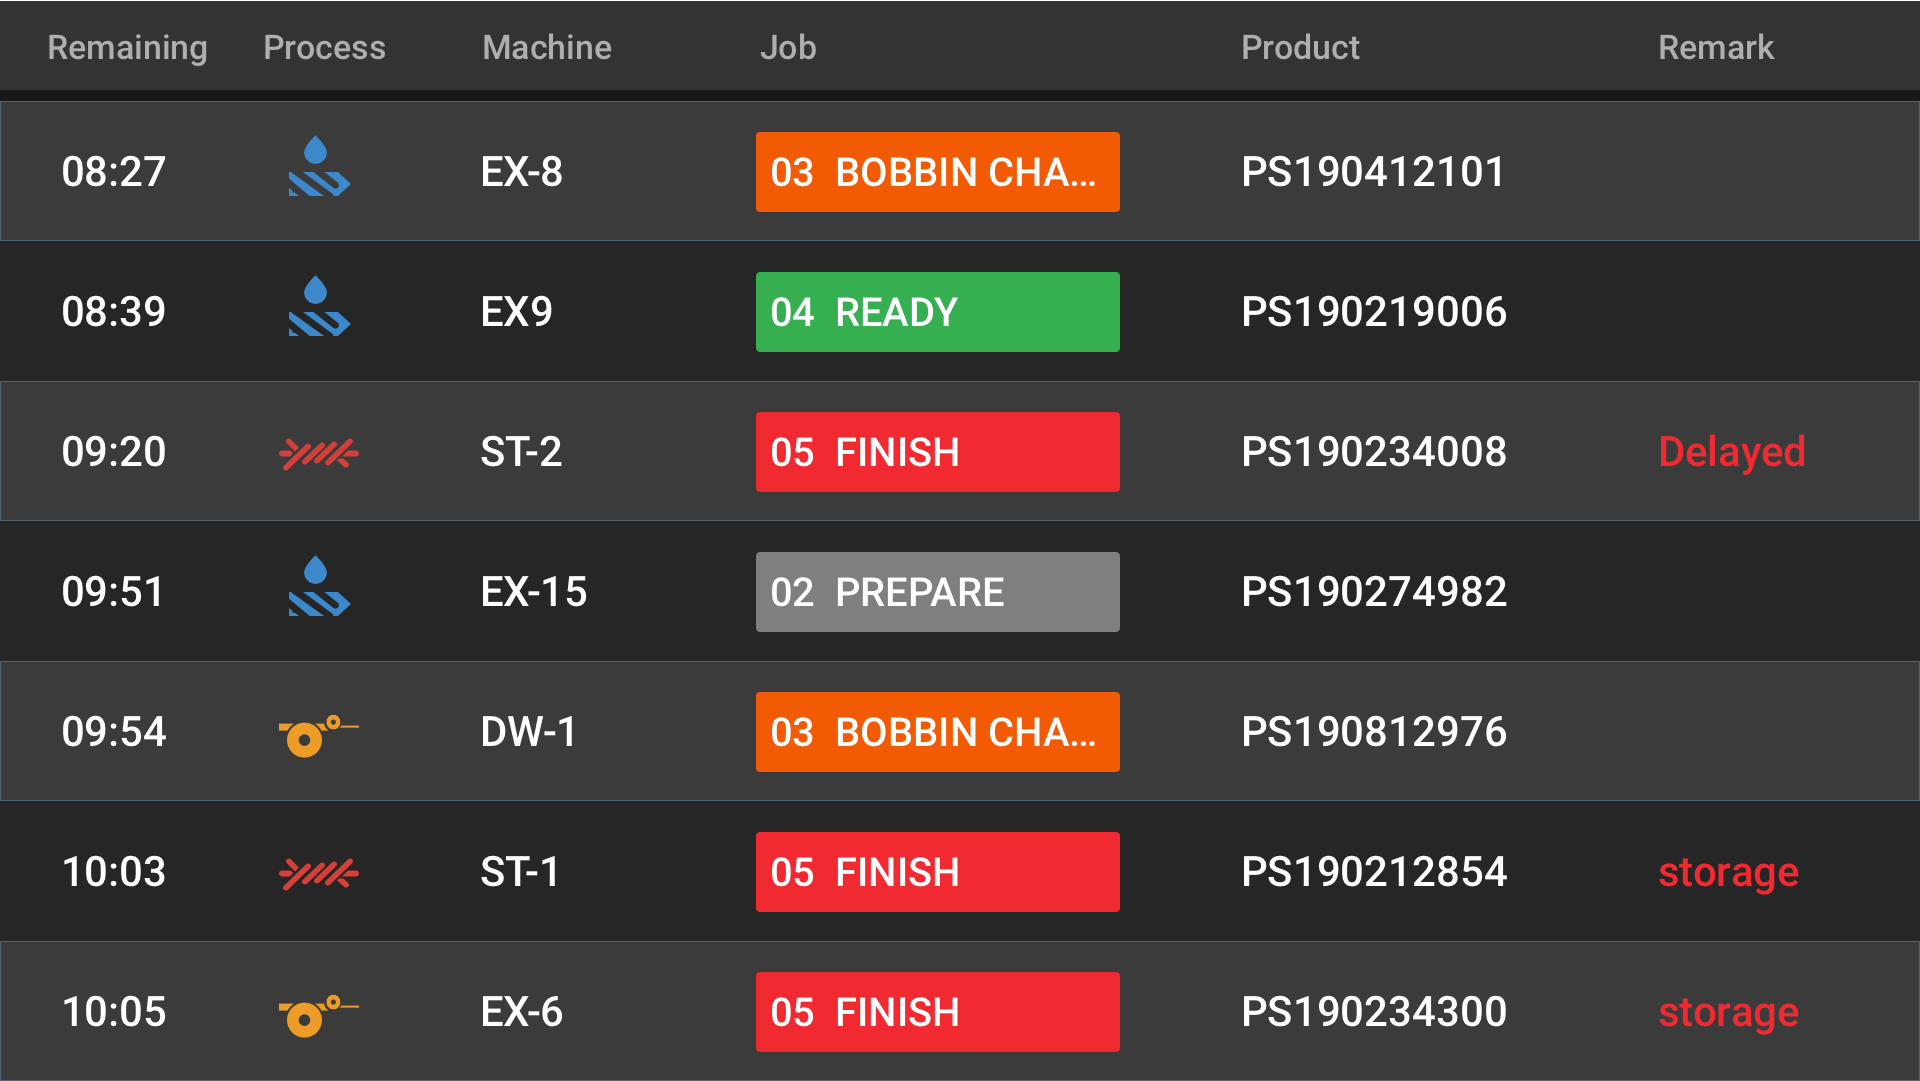 Remaining Process Machine Job Product Remark
08:27 EX-8 03 BOBBIN CHA... PS190412101
08:39 EX9 04 READY PS190219006
09:20 ST-2 05 FINISH PS190234008 Delayed
09:51 EX-15 02 PREPARE PS190274982
09:54 DW-1 03 BOBBIN CHA... PS190812976
10:03 ST-1 05 FINISH PS190212854 storage
10:05 EX-6 05 FINISH PS190234300 storage